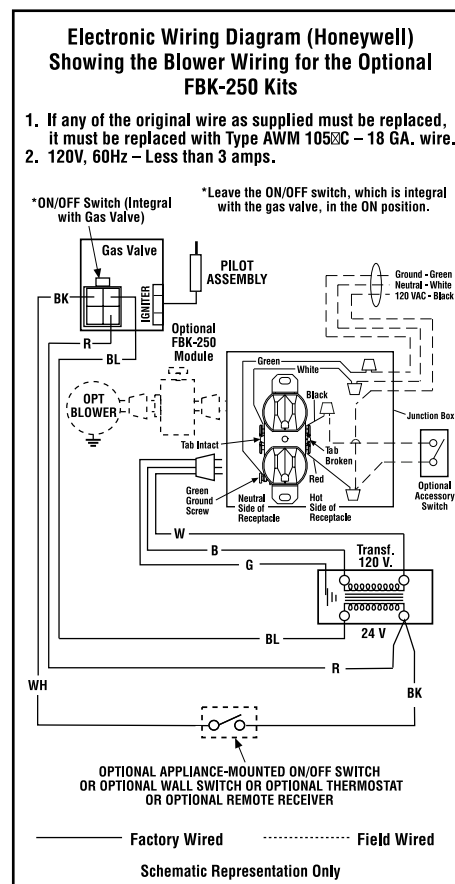 Electronic Wiring Diagram (Honeywell)
Showing the Blower Wiring for the Optional
FBK-250 Kits
1. If any of the original wire as supplied must be replaced,
it must be replaced with Type AWM 105☒C – 18 GA. wire.
2. 120V, 60Hz – Less than 3 amps.
*ON/OFF Switch (Integral
with Gas Valve)
*Leave the ON/OFF switch, which is integral
with the gas valve, in the ON position.
Gas Valve
BK
IGNITER
PILOT
ASSEMBLY
Ground - Green
Neutral - White
120 VAC - Black
R
BL
Optional
FBK-250
Module
Green
White
OPT
BLOWER
Black
Junction Box
Tab Intact
Tab
Broken
Red
Green
Ground
Screw
Neutral
Side of
Receptacle
Hot
Side of
Receptacle
Optional
Accessory
Switch
W
B
G
Transf.
120 V.
24 V
BL
R
WH
BK
OPTIONAL APPLIANCE-MOUNTED ON/OFF SWITCH
OR OPTIONAL WALL SWITCH OR OPTIONAL THERMOSTAT
OR OPTIONAL REMOTE RECEIVER
Factory Wired
Field Wired
Schematic Representation Only